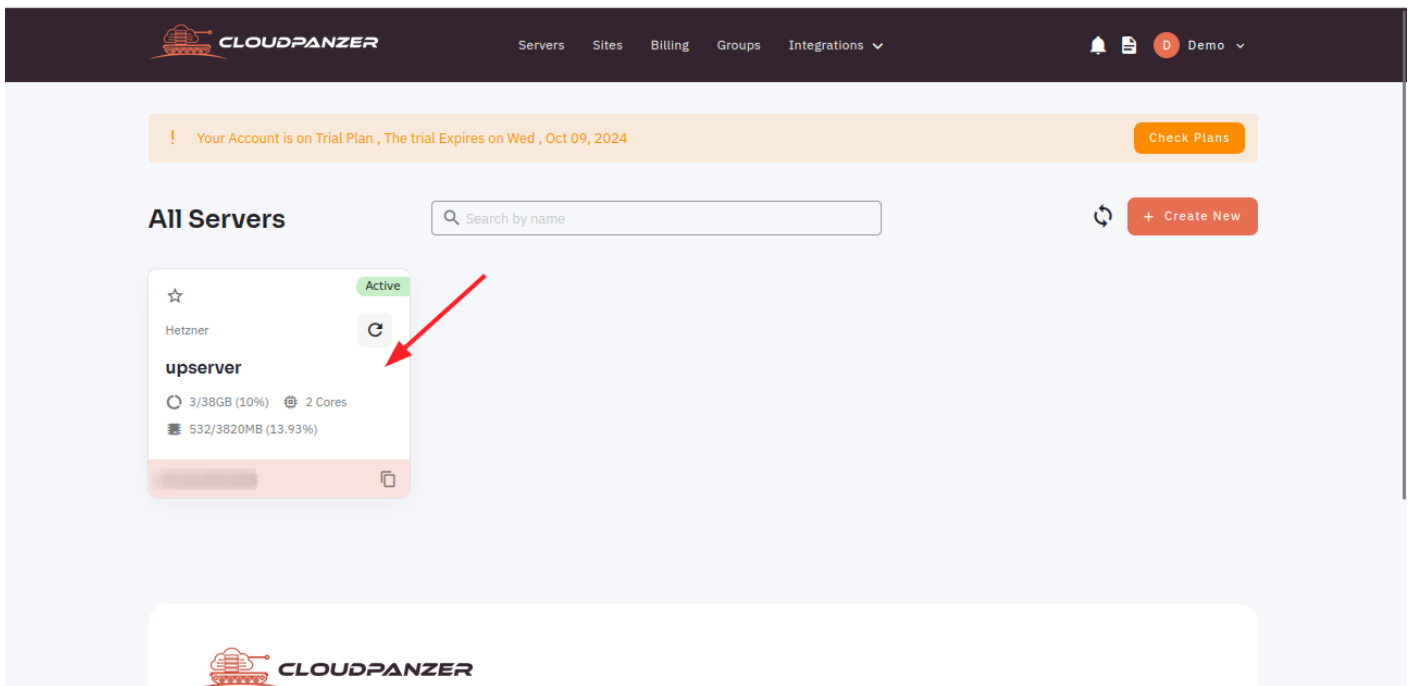 CLOUDPANZER
Servers Sites Billing Groups Integrations
D Demo
! Your Account is on Trial Plan , The trial Expires on Wed , Oct 09, 2024
Check Plans
All Servers
Search by name
+ Create New
Active
Hetzner
upserver
3/38GB (10%) 2 Cores
532/3820MB (13.93%)
CLOUDPANZER